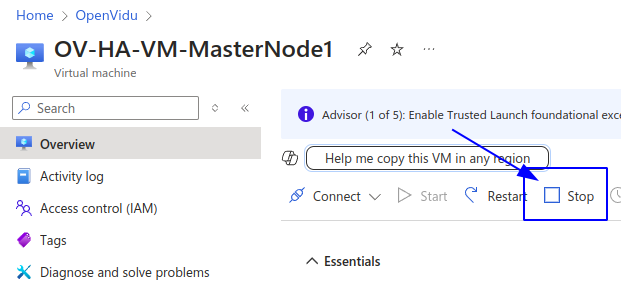 Home > OpenVidu >
OV-HA-VM-MasterNode1
Virtual machine
Search
Overview
Activity log
Access control (IAM)
Tags
Diagnose and solve problems
Advisor (1 of 5): Enable Trusted Launch foundational exce
Help me copy this VM in any region
Connect Start Restart Stop
Essentials